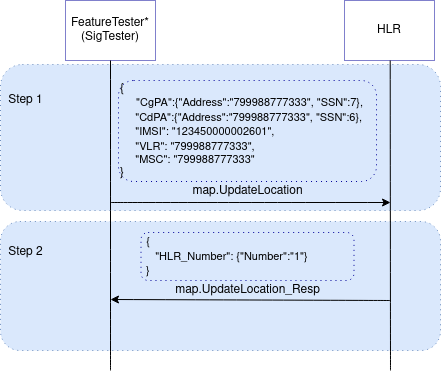 FeatureTester*
(SigTester)
HLR
Step 1
{
"CgPA":{"Address":"799988777333", "SSN":7},
"CdPA":{"Address":"799988777333", "SSN":6},
"IMSI": "123450000002601",
"VLR": "799988777333",
"MSC": "799988777333"
}
map.UpdateLocation
Step 2
{
"HLR_Number": {"Number":"1"}
}
map.UpdateLocation_Resp